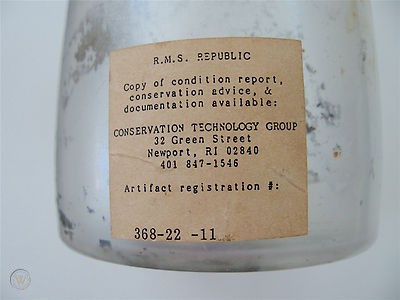 R.M.S. REPUBLIC
Copy of condition report,
conservation advice, &
documentation available:
CONSERVATION TECHNOLOGY GROUP
32 Green Street
Newport, RI 02840
401 847-1546
Artifact registration #:
368-22 -11
W